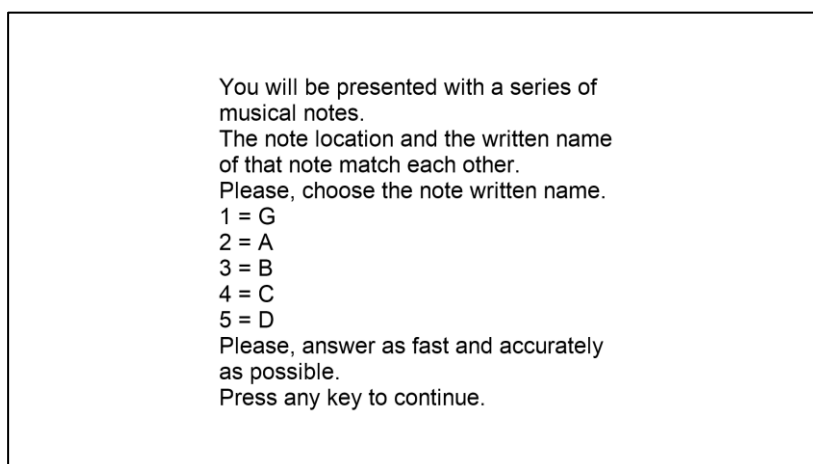 You will be presented with a series of
musical notes.
The note location and the written name
of that note match each other.
Please, choose the note written name.
1 = G
2 = A
3 = B
4 = C
5 = D
Please, answer as fast and accurately
as possible.
Press any key to continue.